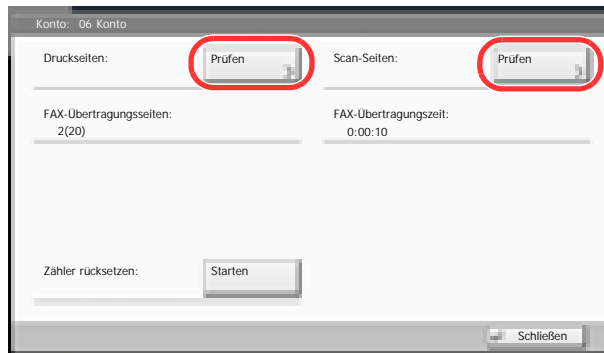 Konto: 06 Konto
Druckseiten: Prüfen Scan-Seiten: Prüfen
FAX-Übertragungsseiten: FAX-Übertragungszeit:
2(20) 0:00:10
Zähler rücksetzen: Starten
Schließen